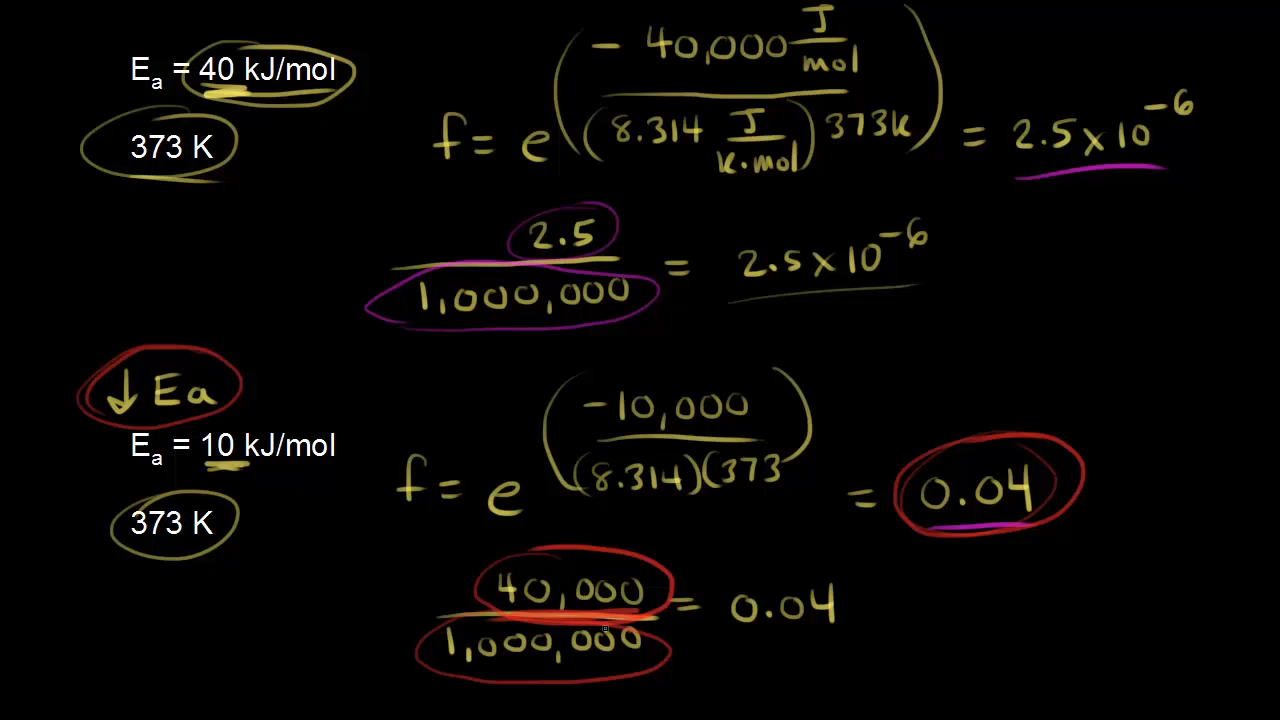 E_a = 40 kJ/mol
373 K
f = e^(-40,000 J/mol / (8.314 J/K·mol) 373K) = 2.5 x 10^-6
2.5 / 1,000,000 = 2.5 x 10^-6
↓ Ea
E_a = 10 kJ/mol
373 K
f = e^(-10,000 / (8.314)(373) = 0.04
40,000 / 1,000,000 = 0.04